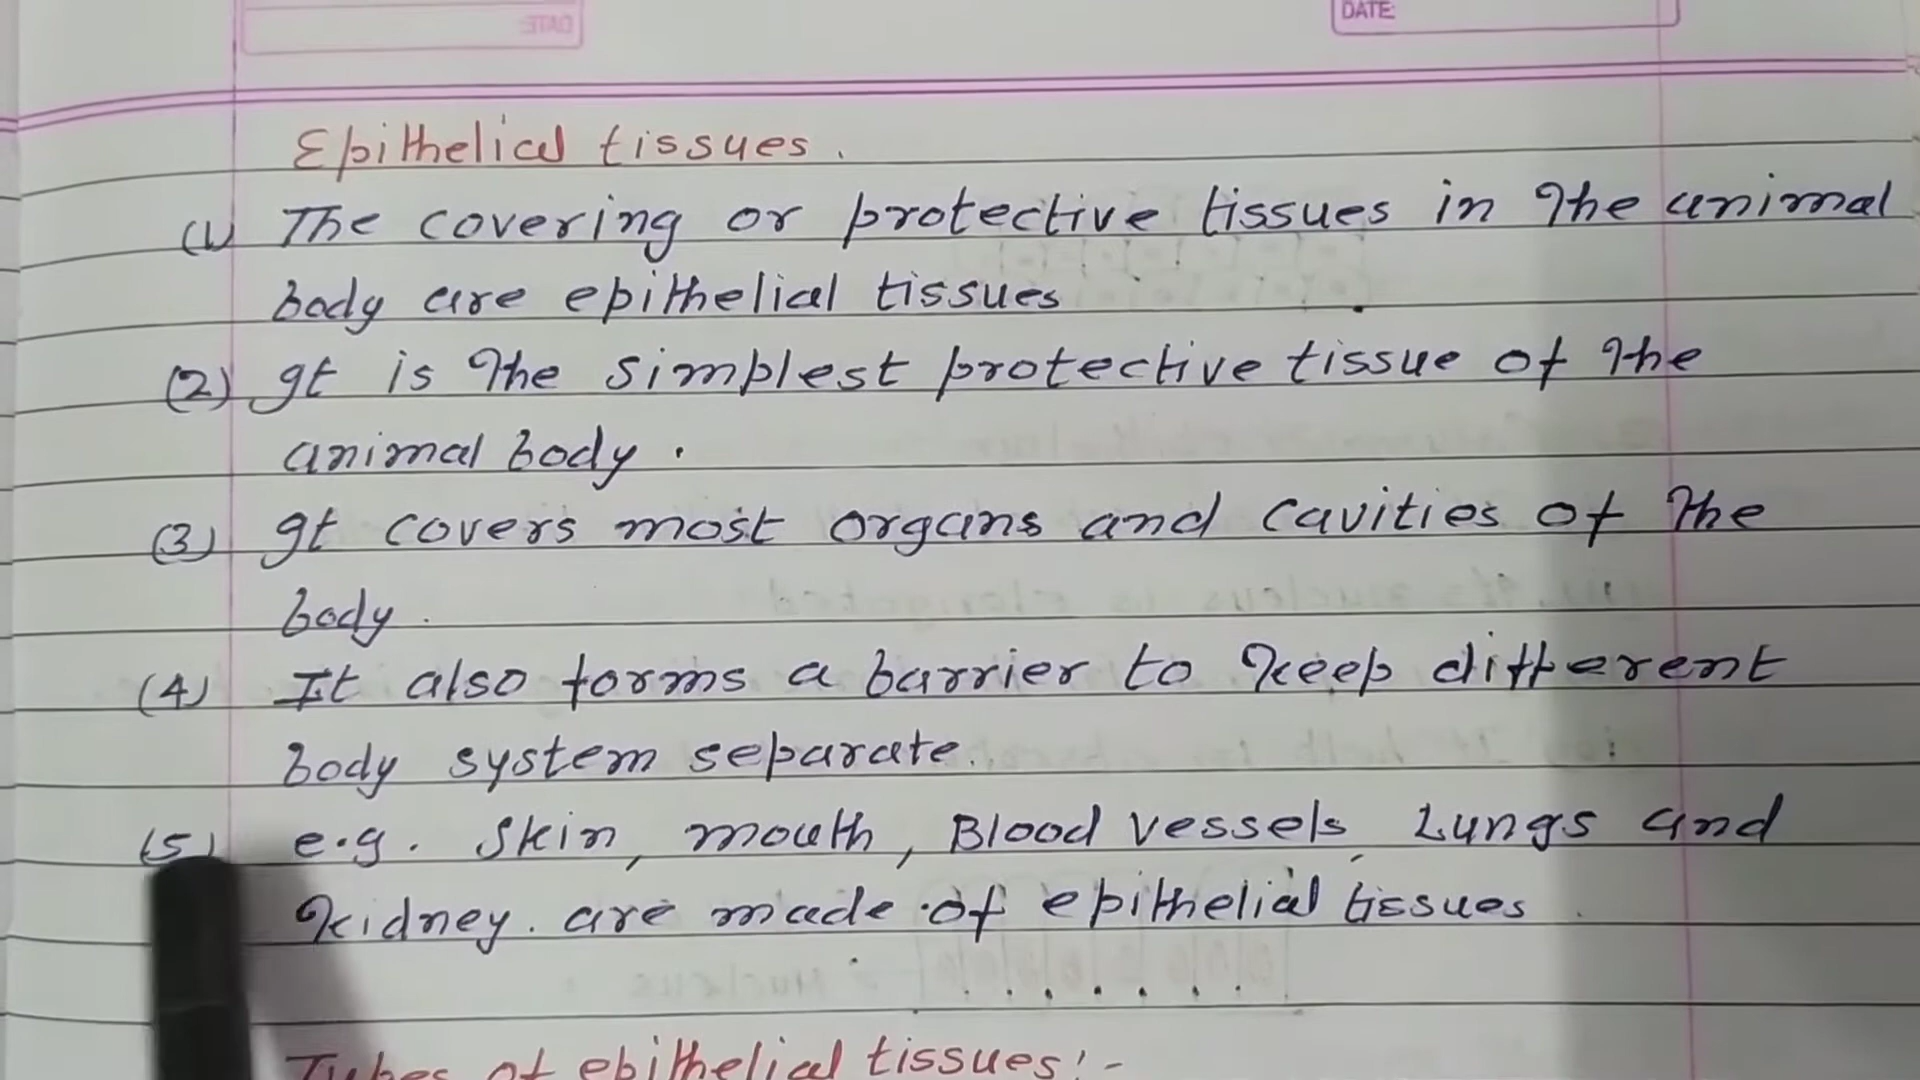 DATE
DATE
Epithelial tissues.
(1) The covering or protective tissues in the animal
body are epithelial tissues
(2) It is the simplest protective tissue of the
animal body.
(3) It covers most organs and cavities of the
body.
(4) It also forms a barrier to keep different
body system separate.
(5) e.g. Skin, mouth, Blood vessels, Lungs and
kidney. are made of epithelial tissues.
Types of epithelial tissues:-